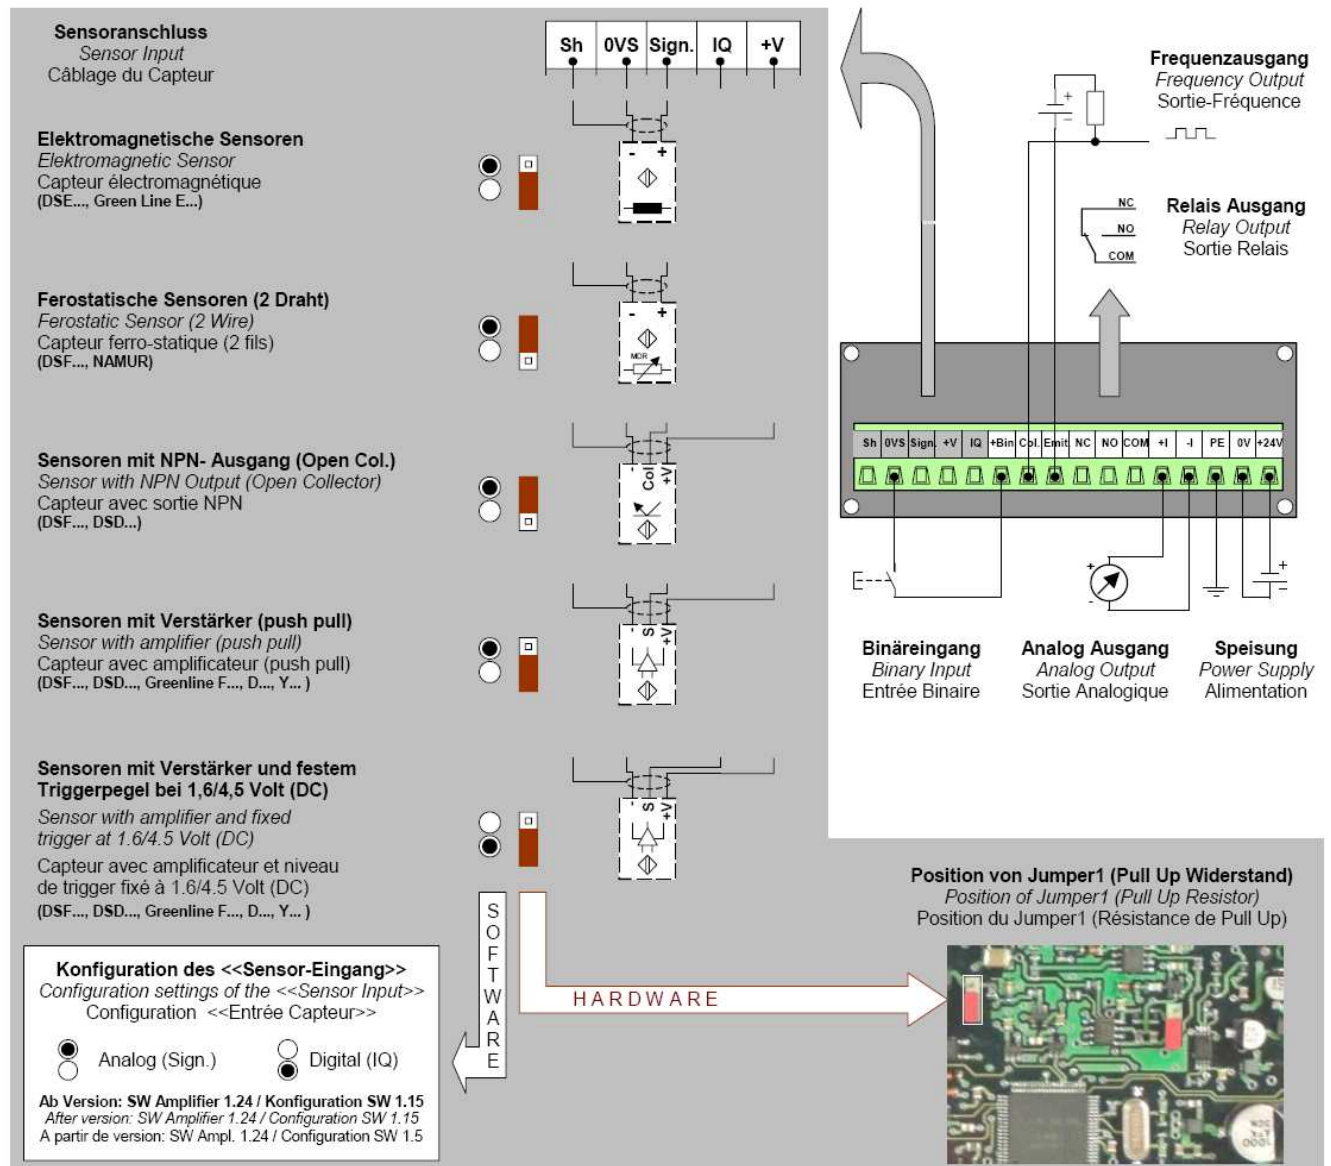 Sensoranschluss
Sensor Input
Câblage du Capteur
Sh 0VS Sign. IQ +V
Elektromagnetische Sensoren
Elektromagnetic Sensor
Capteur électromagnétique
(DSE..., Green Line E...)
- +
Ferostatische Sensoren (2 Draht)
Ferostatic Sensor (2 Wire)
Capteur ferro-statique (2 fils)
(DSF..., NAMUR)
- +
MDR
Sensoren mit NPN- Ausgang (Open Col.)
Sensor with NPN Output (Open Collector)
Capteur avec sortie NPN
(DSF..., DSD...)
- Col +V
Sensoren mit Verstärker (push pull)
Sensor with amplifier (push pull)
Capteur avec amplificateur (push pull)
(DSF..., DSD..., Greenline F..., D..., Y... )
- S +V
Sensoren mit Verstärker und festem
Triggerpegel bei 1,6/4,5 Volt (DC)
Sensor with amplifier and fixed
trigger at 1.6/4.5 Volt (DC)
Capteur avec amplificateur et niveau
de trigger fixé à 1.6/4.5 Volt (DC)
(DSF..., DSD..., Greenline F..., D..., Y... )
- S +V
SOFTWARE
HARDWARE
Konfiguration des <<Sensor-Eingang>>
Configuration settings of the <<Sensor Input>>
Configuration <<Entrée Capteur>>
Analog (Sign.) Digital (IQ)
Ab Version: SW Amplifier 1.24 / Konfiguration SW 1.15
After version: SW Amplifier 1.24 / Configuration SW 1.15
A partir de version: SW Ampl. 1.24 / Configuration SW 1.5
Frequenzausgang
Frequency Output
Sortie-Fréquence
+
-
Relais Ausgang
Relay Output
Sortie Relais
NC
NO
COM
Sh 0VS Sign. +V IQ +Bin Col. Emit NC NO COM +I -I PE 0V +24V
+
-
+
-
Binäreingang
Binary Input
Entrée Binaire
Analog Ausgang
Analog Output
Sortie Analogique
Speisung
Power Supply
Alimentation
Position von Jumper1 (Pull Up Widerstand)
Position of Jumper1 (Pull Up Resistor)
Position du Jumper1 (Résistance de Pull Up)